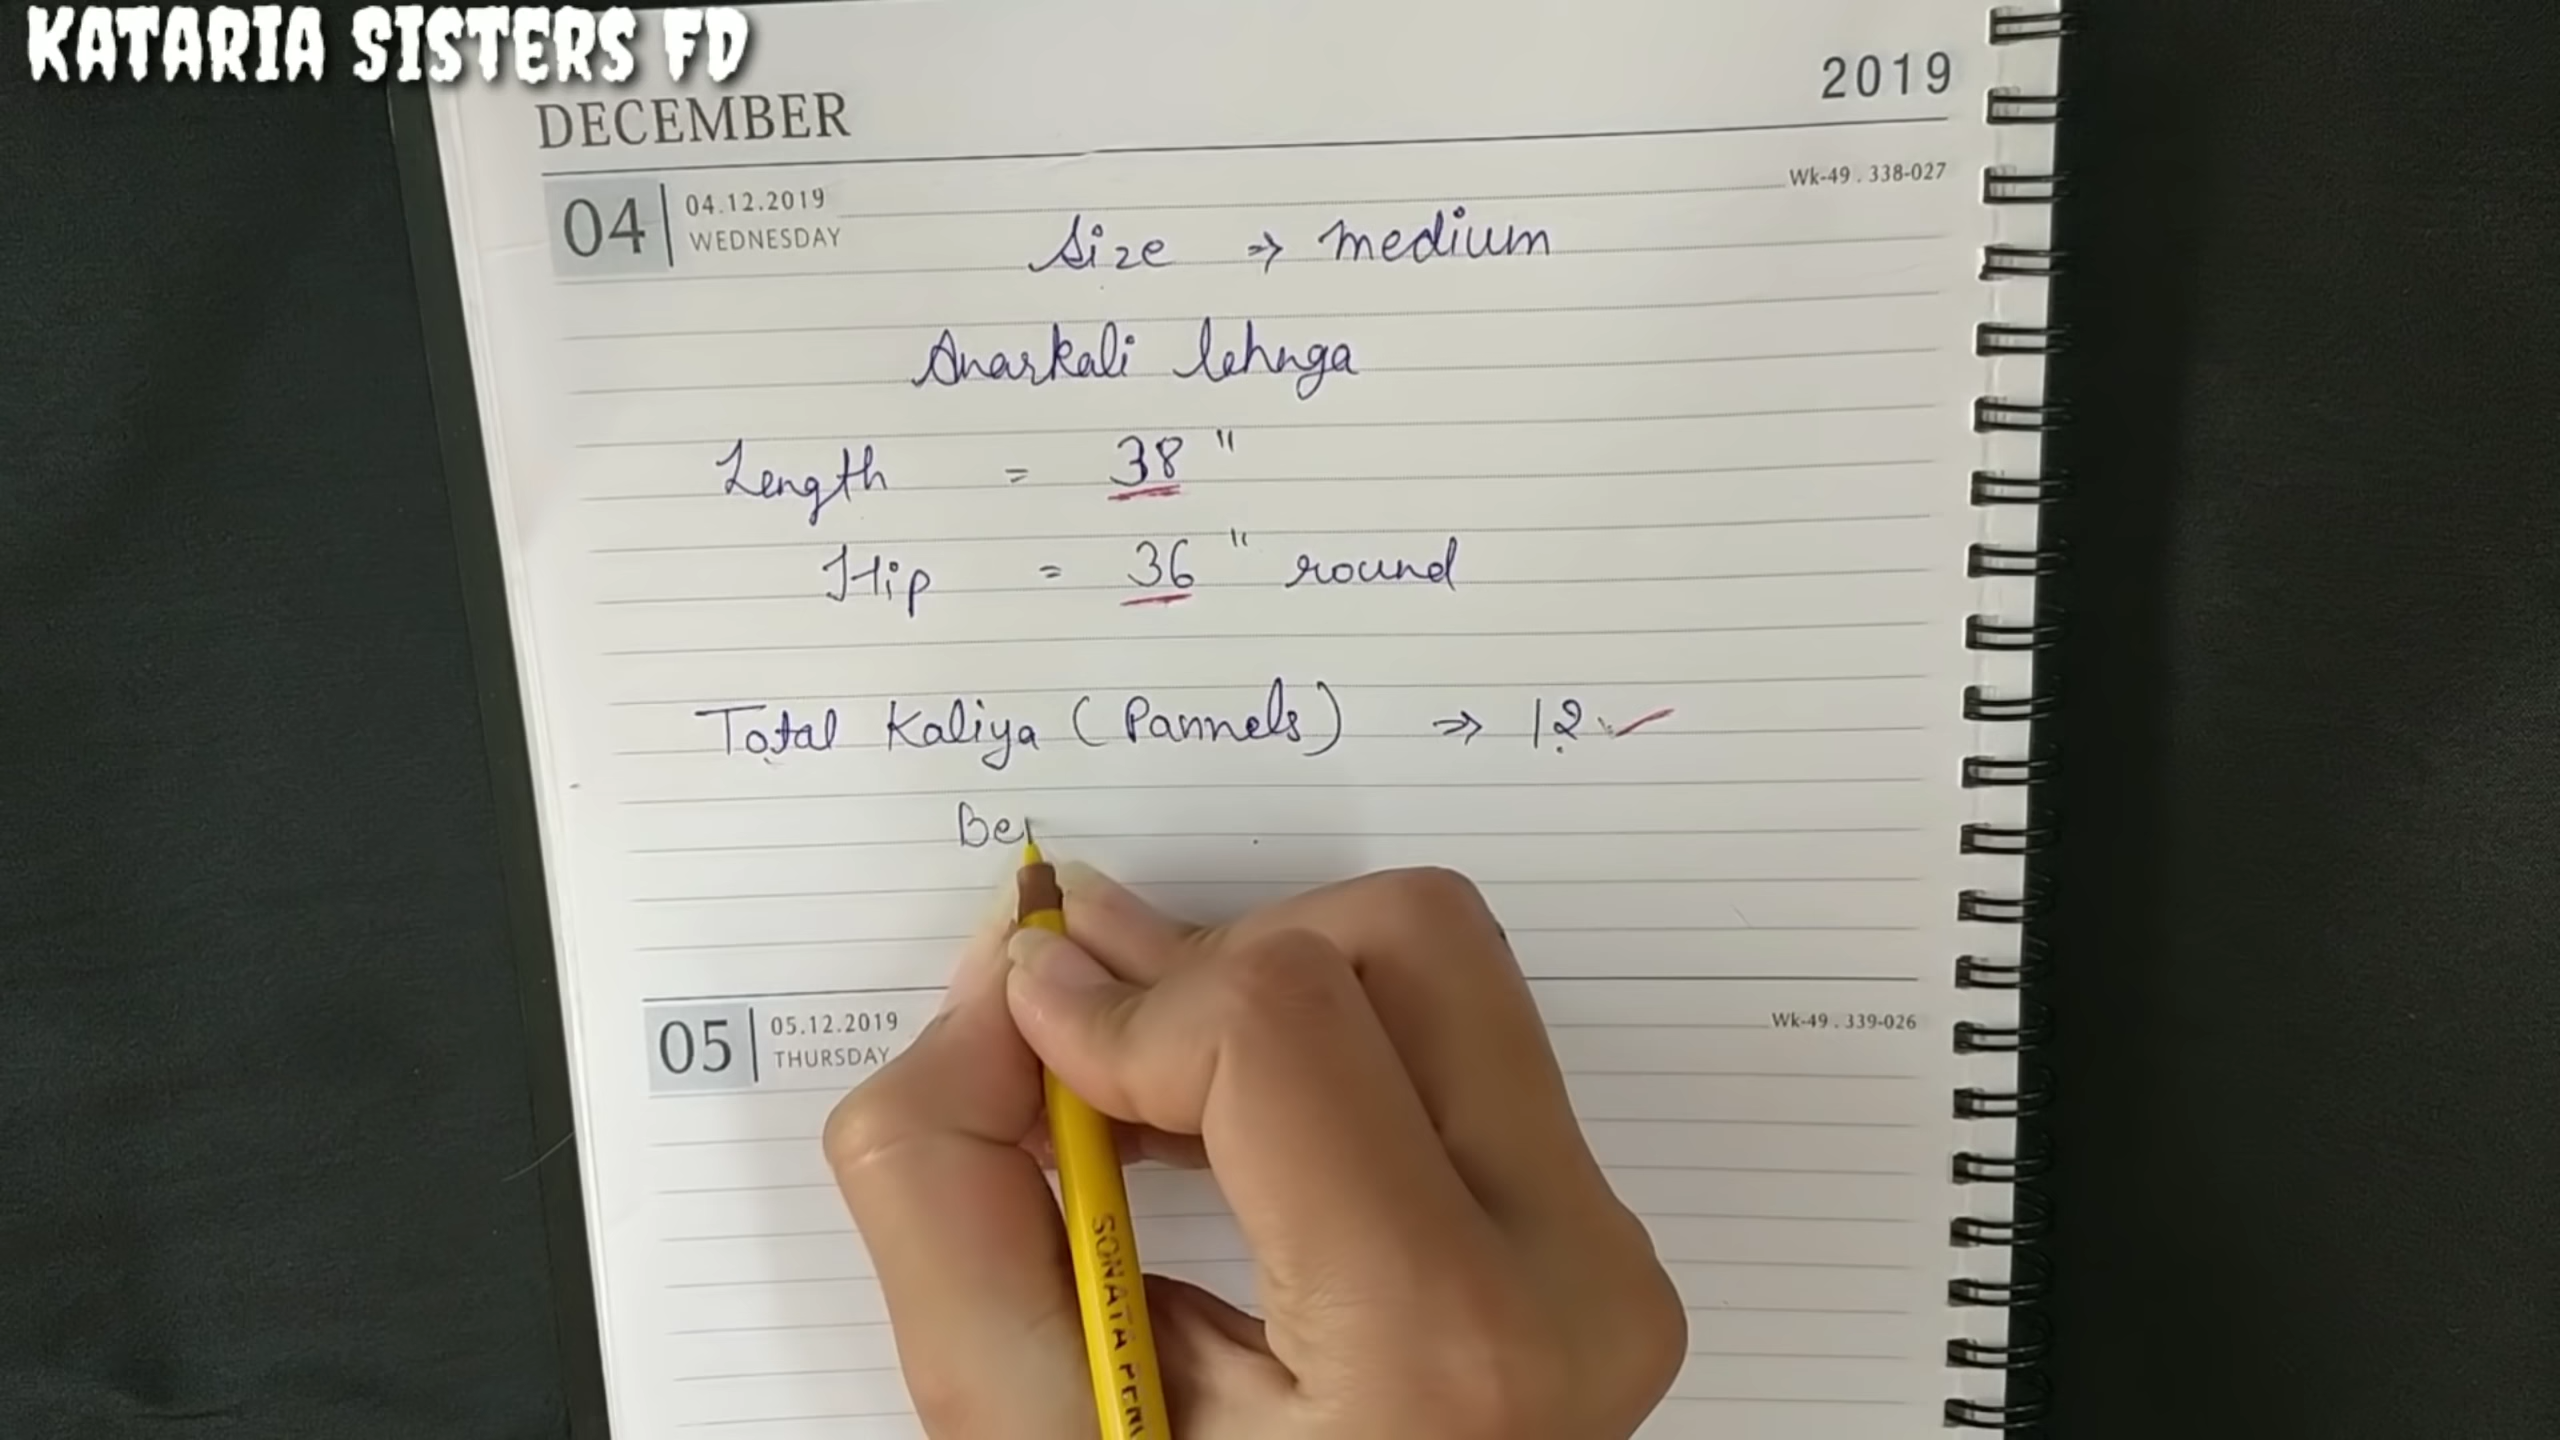 KATARIA SISTERS FD
DECEMBER
2019
04
04.12.2019
WEDNESDAY
Wk-49 . 338-027
Size ⇒ medium
Anarkali lehnga
Length = 38 "
Hip = 36 " round
Total Kaliya (Pannels) ⇒ 12 ✓
Be
05
05.12.2019
THURSDAY
Wk-49 . 339-026
SONATA